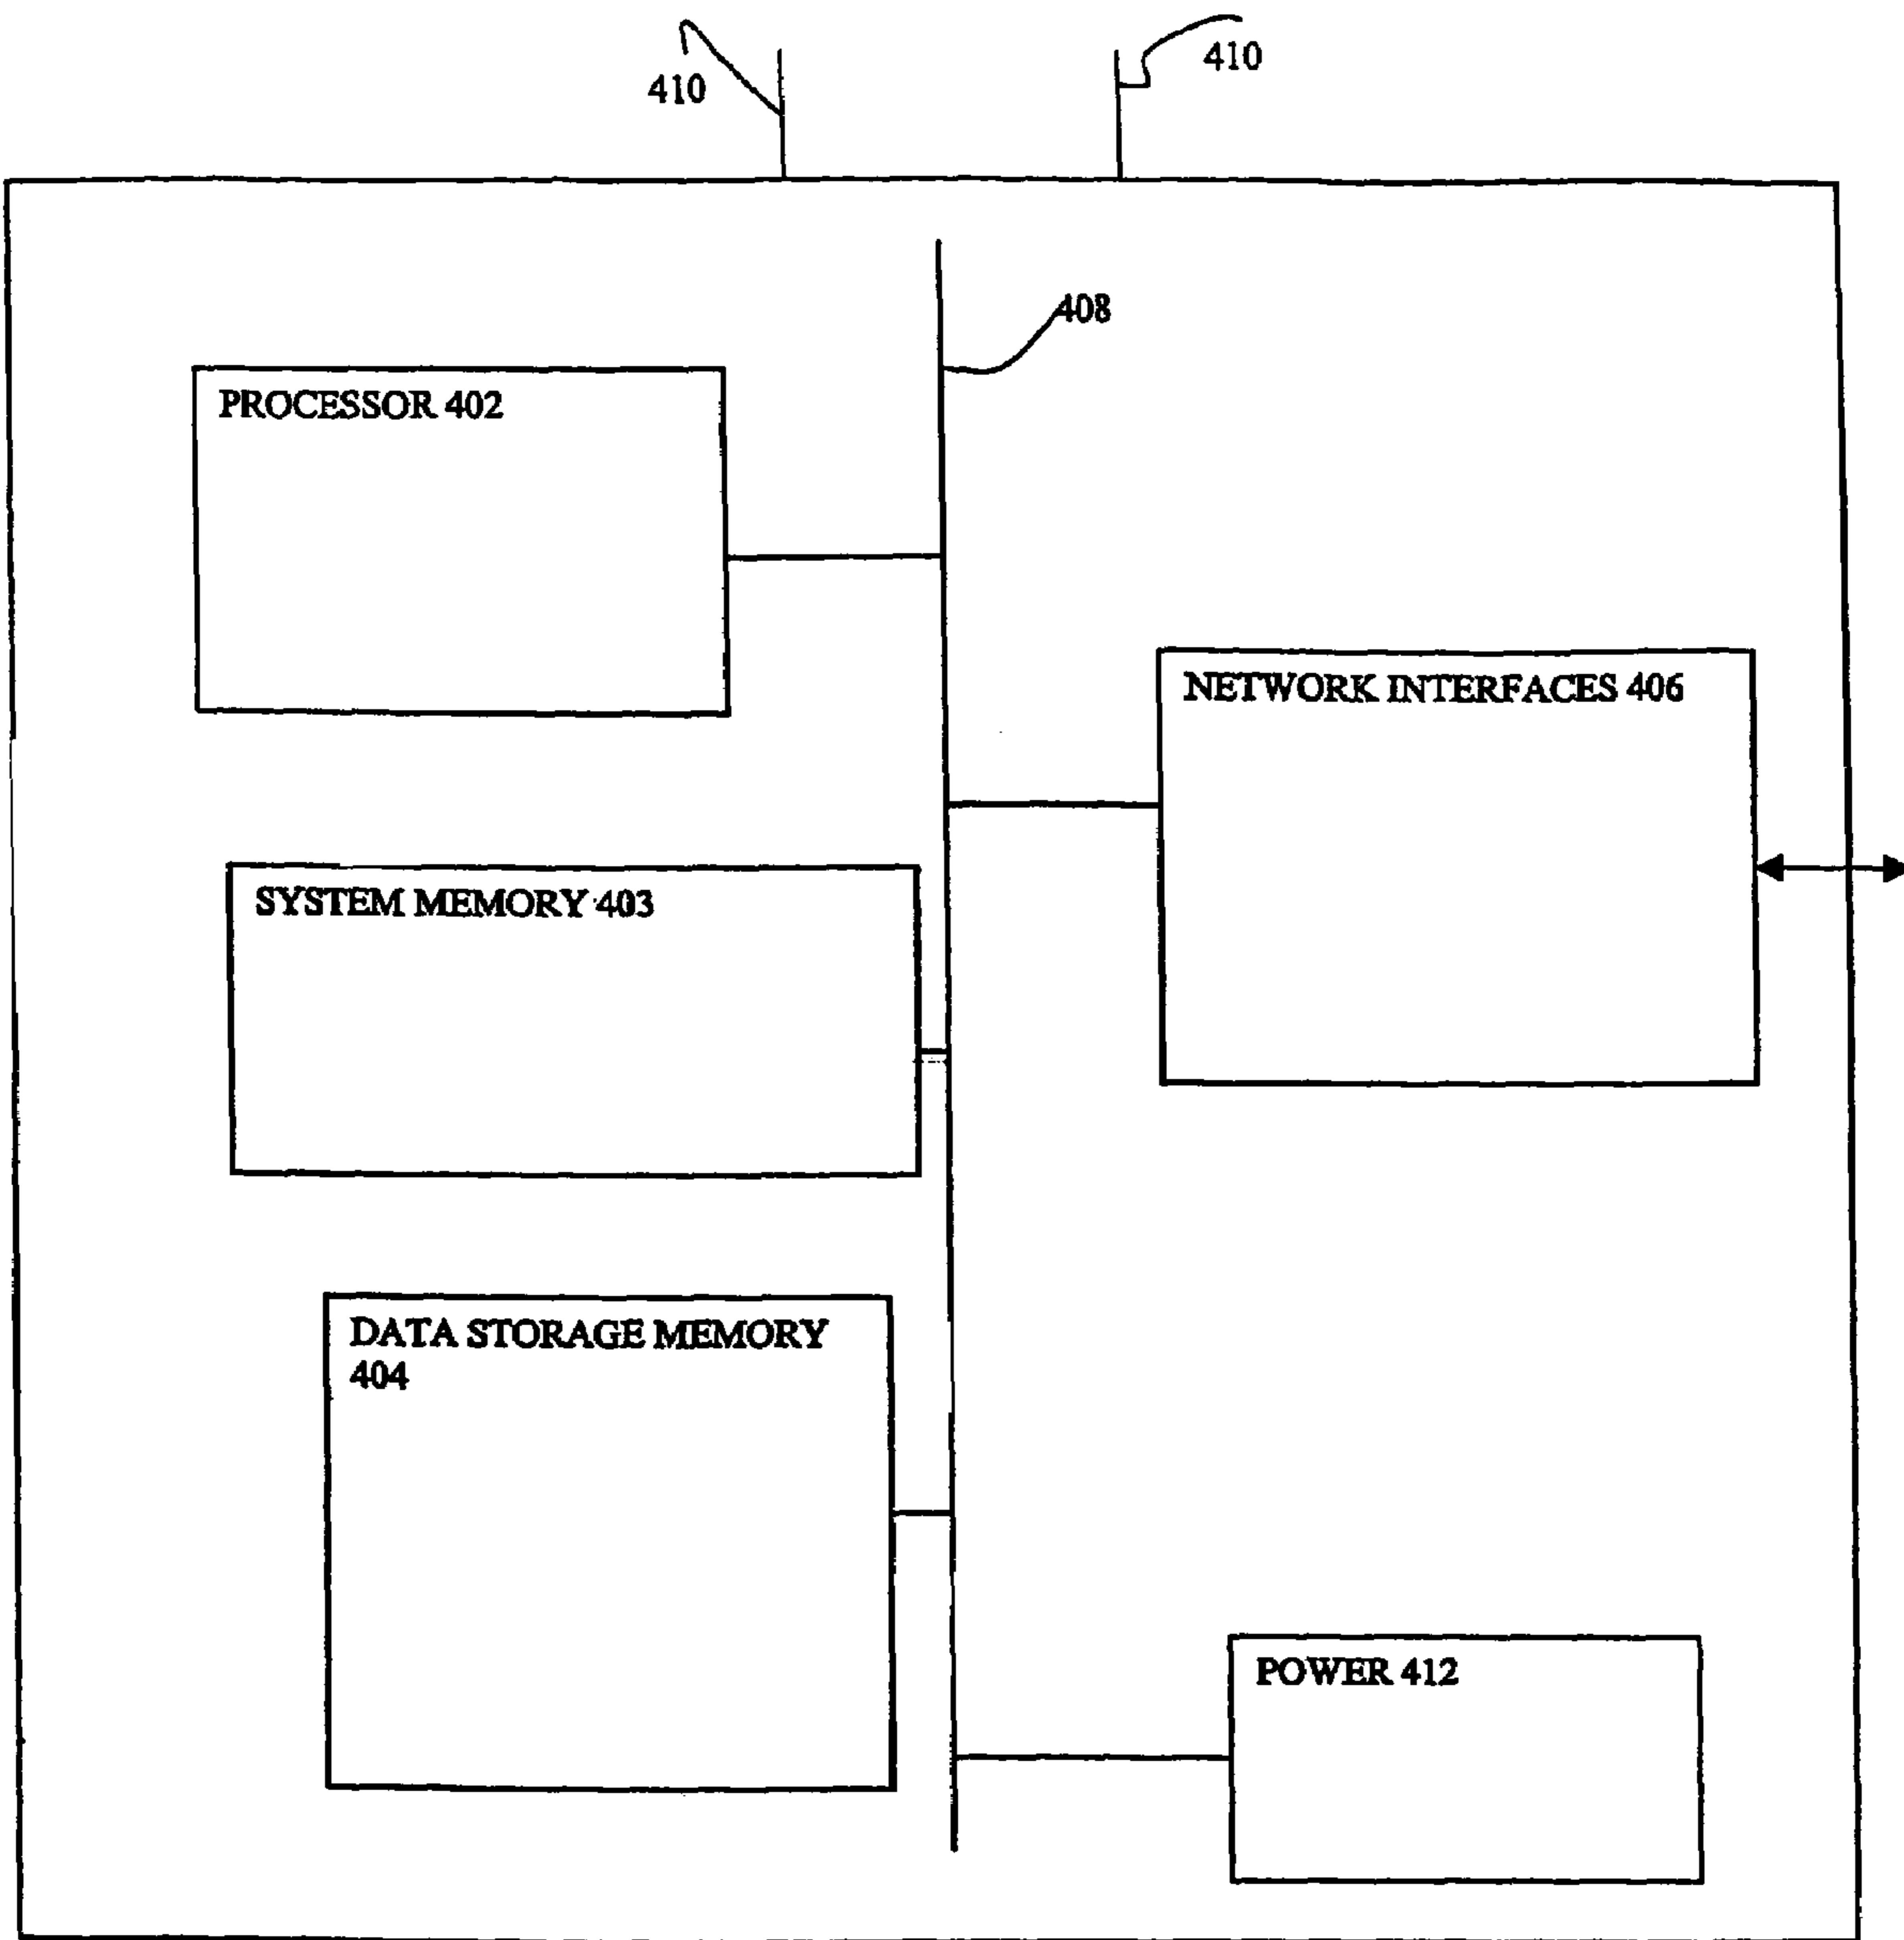 410
410
408
PROCESSOR 402
NETWORK INTERFACES 406
SYSTEM MEMORY 403
DATA STORAGE MEMORY
404
POWER 412